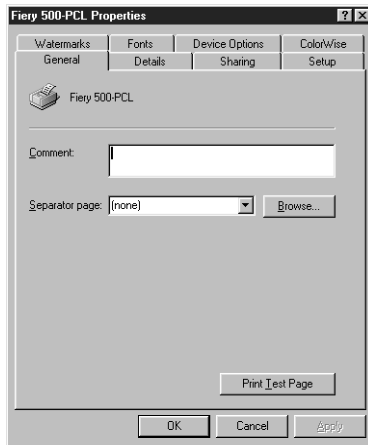 Fiery 500-PCL Properties
Watermarks Fonts Device Options ColorWise
General Details Sharing Setup
Fiery 500-PCL
Comment:
Separator page: (none) Browse...
Print Test Page
OK Cancel Apply